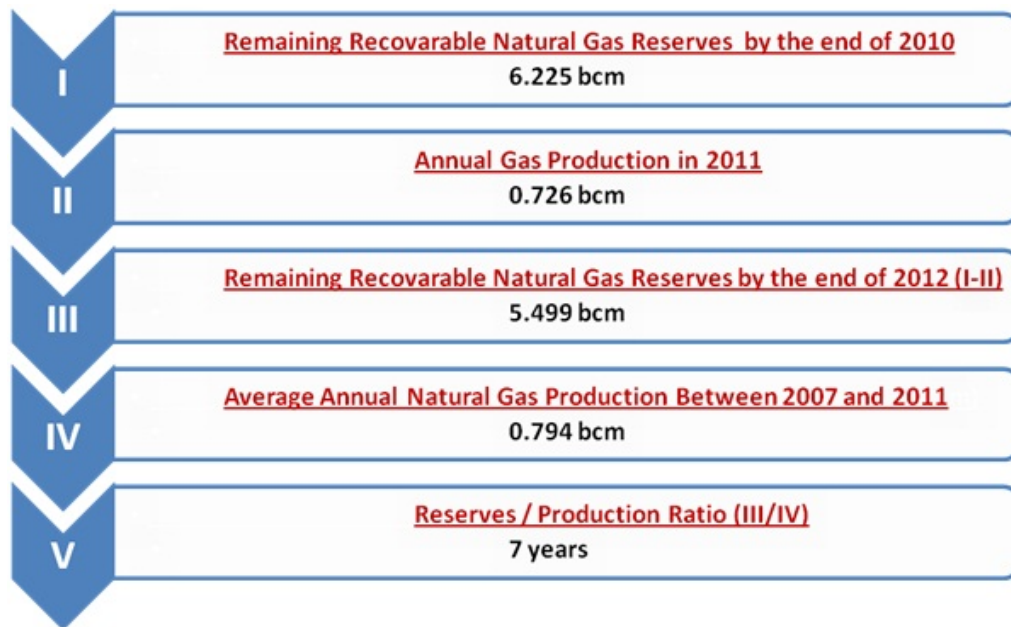 I
Remaining Recovarable Natural Gas Reserves by the end of 2010
6.225 bcm
II
Annual Gas Production in 2011
0.726 bcm
III
Remaining Recovarable Natural Gas Reserves by the end of 2012 (I-II)
5.499 bcm
IV
Average Annual Natural Gas Production Between 2007 and 2011
0.794 bcm
V
Reserves / Production Ratio (III/IV)
7 years